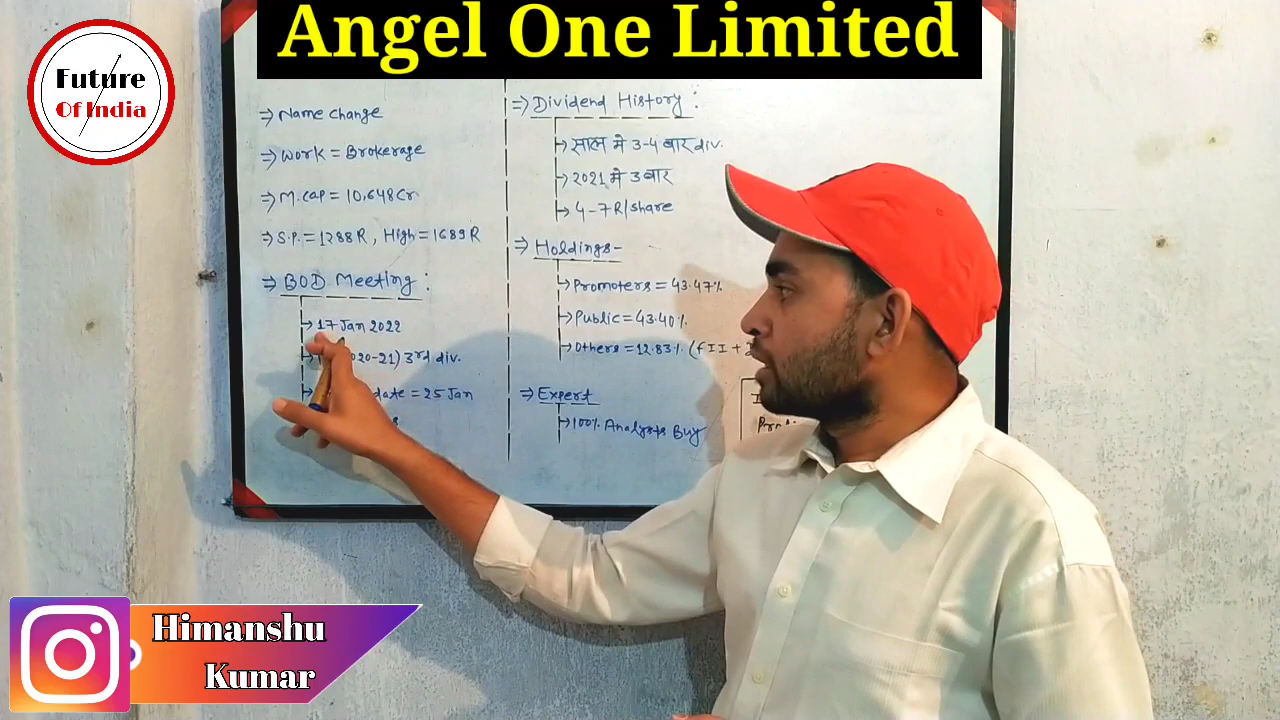 Angel One Limited
Future
Of India
⇒ Name change
⇒ Work = Brokerage
⇒ M.cap = 10,648Cr
⇒ S.P. = 1288 R, High = 1689 R
⇒ BOD Meeting :
→ 17 Jan 2022
020-21) 3rd div.
date = 25 Jan
⇒ Dividend History :
→ साल मे 3-4 बार div.
→ 2021 मे 3 बार
→ 4-7 R/share
⇒ Holdings -
→ Promoters = 43.47%
→ Public = 43.40%
→ Others = 12.83% (FII +
⇒ Expert
→ 100% Analysts Buy
Himanshu
Kumar